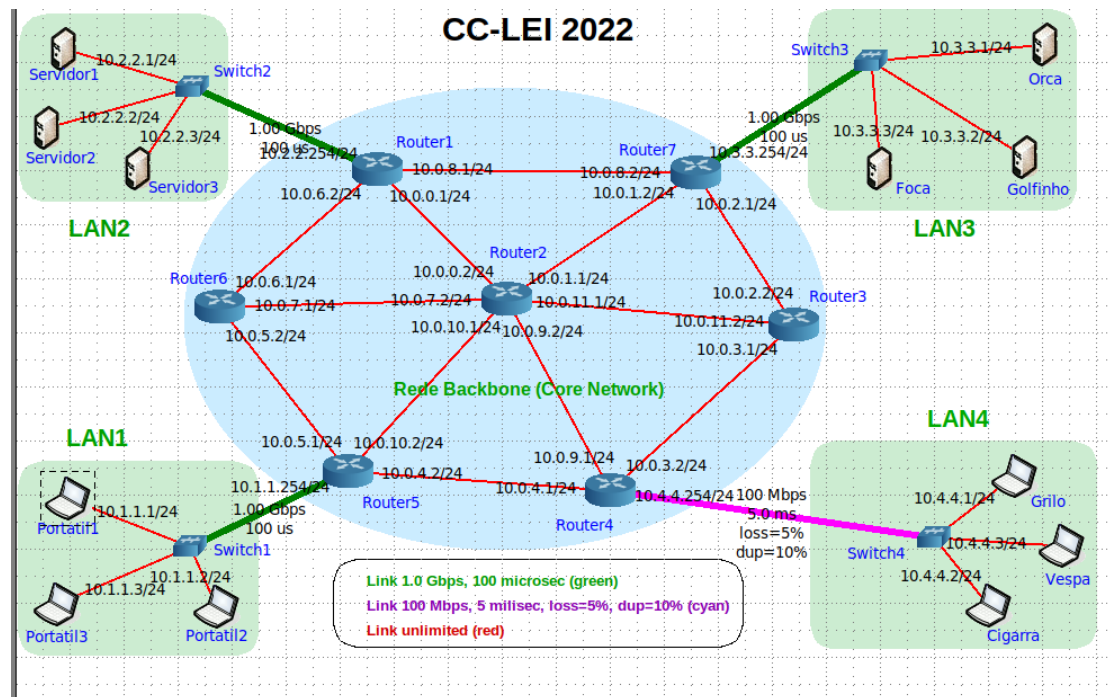 CC-LEI 2022
10.2.2.1/24
Servidor1
Switch2
10.2.2.2/24
10.2.2.3/24
Servidor2
Servidor3
LAN2
1.00 Gbps
100 us
10.2.2.254/24
Router1
10.0.8.1/24
10.0.6.2/24
10.0.0.1/24
Switch3
10.3.3.1/24
Orca
1.00 Gbps
100 us
10.3.3.254/24
10.3.3.3/24
10.3.3.2/24
Foca
Golfinho
LAN3
Router7
10.0.8.2/24
10.0.1.2/24
10.0.2.1/24
Router2
10.0.0.2/24
10.0.1.1/24
Router6
10.0.6.1/24
10.0.7.1/24
10.0.7.2/24
10.0.11.1/24
10.0.2.2/24
Router3
10.0.11.2/24
10.0.5.2/24
10.0.10.1/24
10.0.9.2/24
10.0.3.1/24
Rede Backbone (Core Network)
LAN1
10.0.5.1/24
10.0.10.2/24
10.0.4.2/24
Router5
10.0.9.1/24
10.0.3.2/24
10.0.4.1/24
Router4
10.4.4.254/24
100 Mbps
5.0 ms
loss=5%
dup=10%
LAN4
10.4.4.1/24
Grilo
10.4.4.3/24
Switch4
Vespa
10.4.4.2/24
Cigarra
10.1.1.254/24
1.00 Gbps
100 us
10.1.1.1/24
Portatil1
Switch1
10.1.1.2/24
10.1.1.3/24
Portatil3
Portatil2
Link 1.0 Gbps, 100 microsec (green)
Link 100 Mbps, 5 milisec, loss=5%, dup=10% (cyan)
Link unlimited (red)